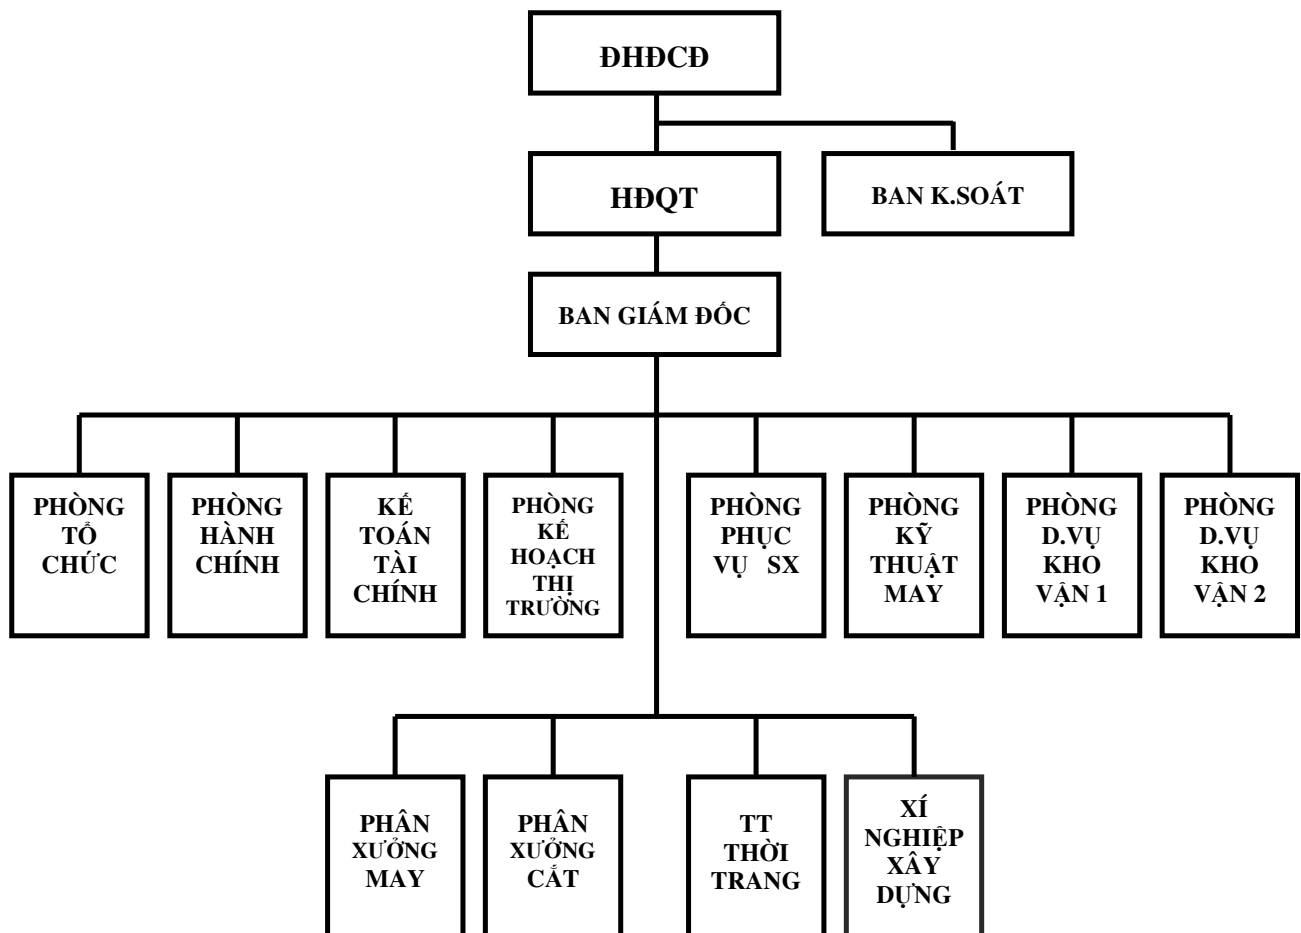 ĐHĐCĐ
HĐQT
BAN K.SOÁT
BAN GIÁM ĐỐC
PHÒNG
TỔ
CHỨC
PHÒNG
HÀNH
CHÍNH
KẾ
TOÁN
TÀI
CHÍNH
PHÒNG
KẾ
HOẠCH
THỊ
TRƯỜNG
PHÒNG
PHỤC
VỤ SX
PHÒNG
KỸ
THUẬT
MAY
PHÒNG
D.VỤ
KHO
VẬN 1
PHÒNG
D.VỤ
KHO
VẬN 2
PHÂN
XƯỞNG
MAY
PHÂN
XƯỞNG
CẮT
TT
THỜI
TRANG
XÍ
NGHIỆP
XÂY
DỰNG